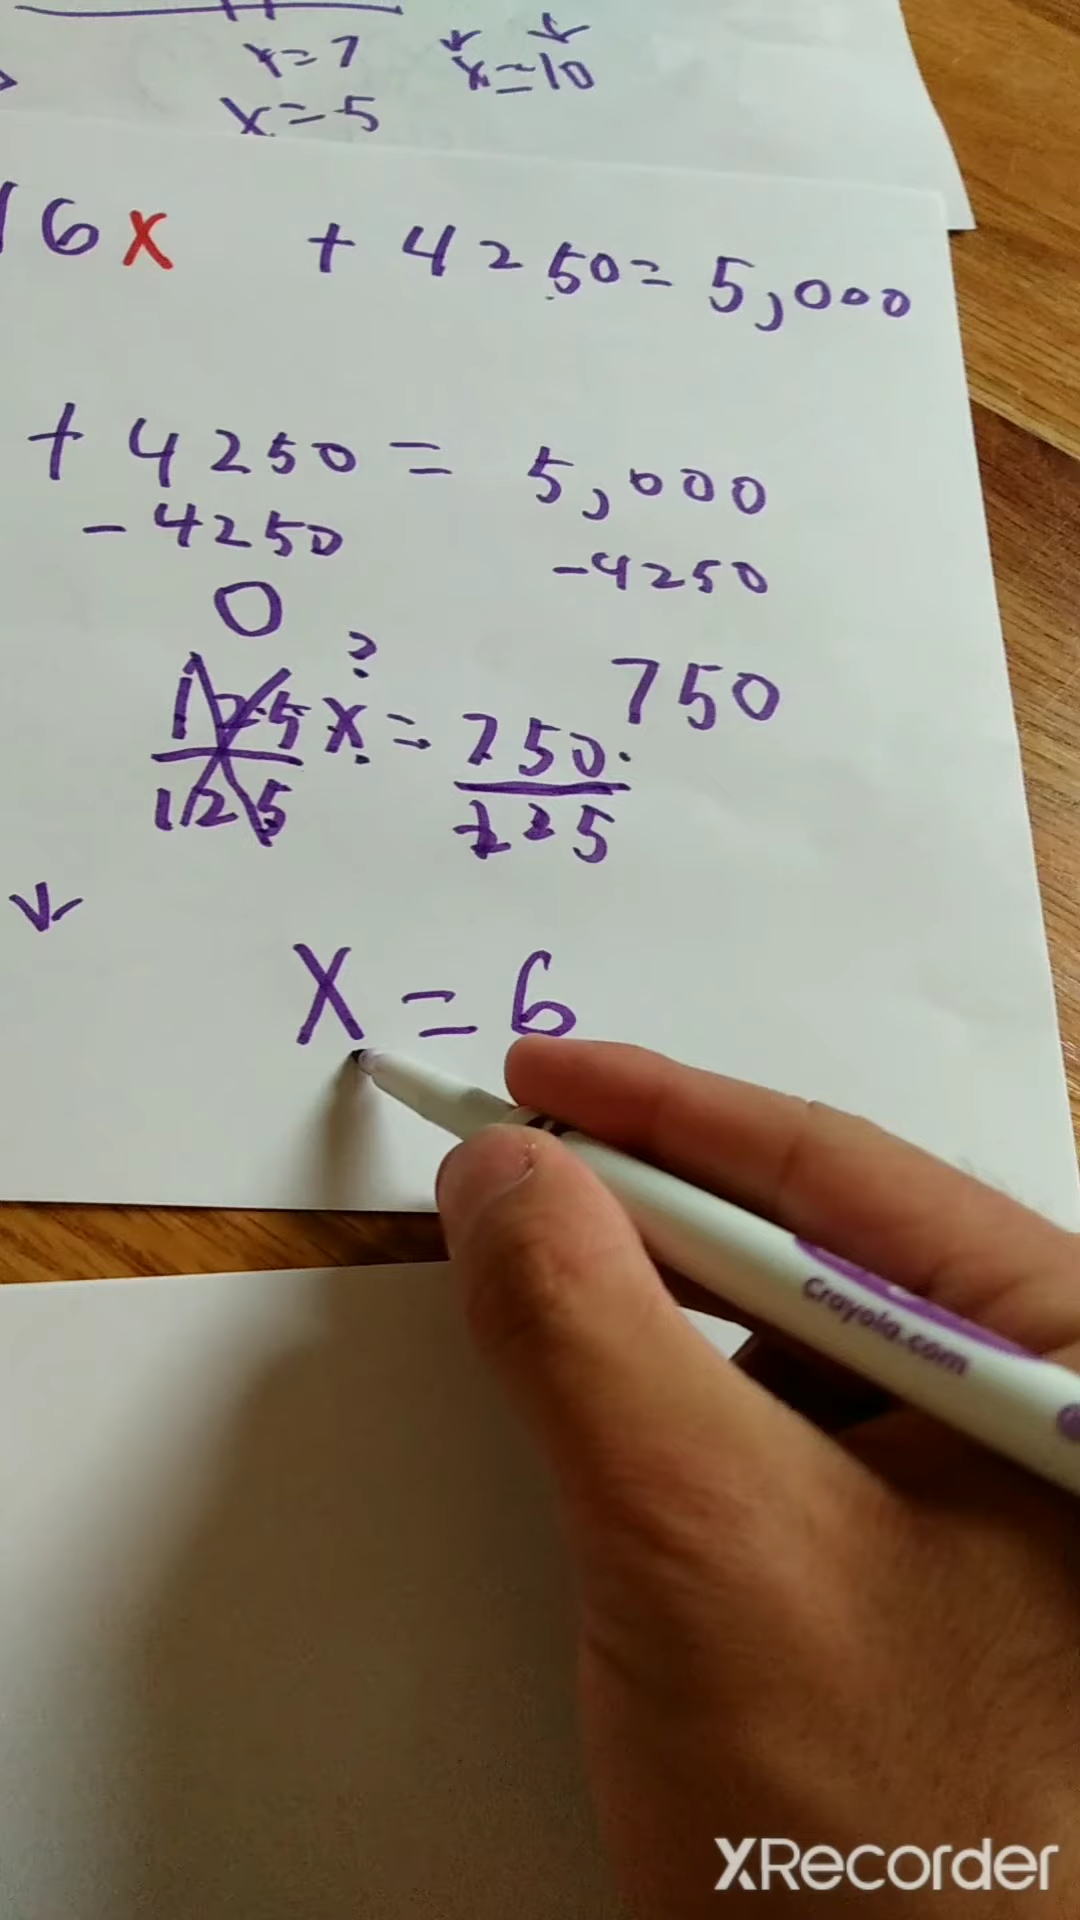 x=7 x=10
x=-5
16x + 4250= 5,000
+ 4250 = 5,000
- 4250 -4250
0
?
750
125x = 750.
125 125
x = 6
Crayola.com
XRecorder